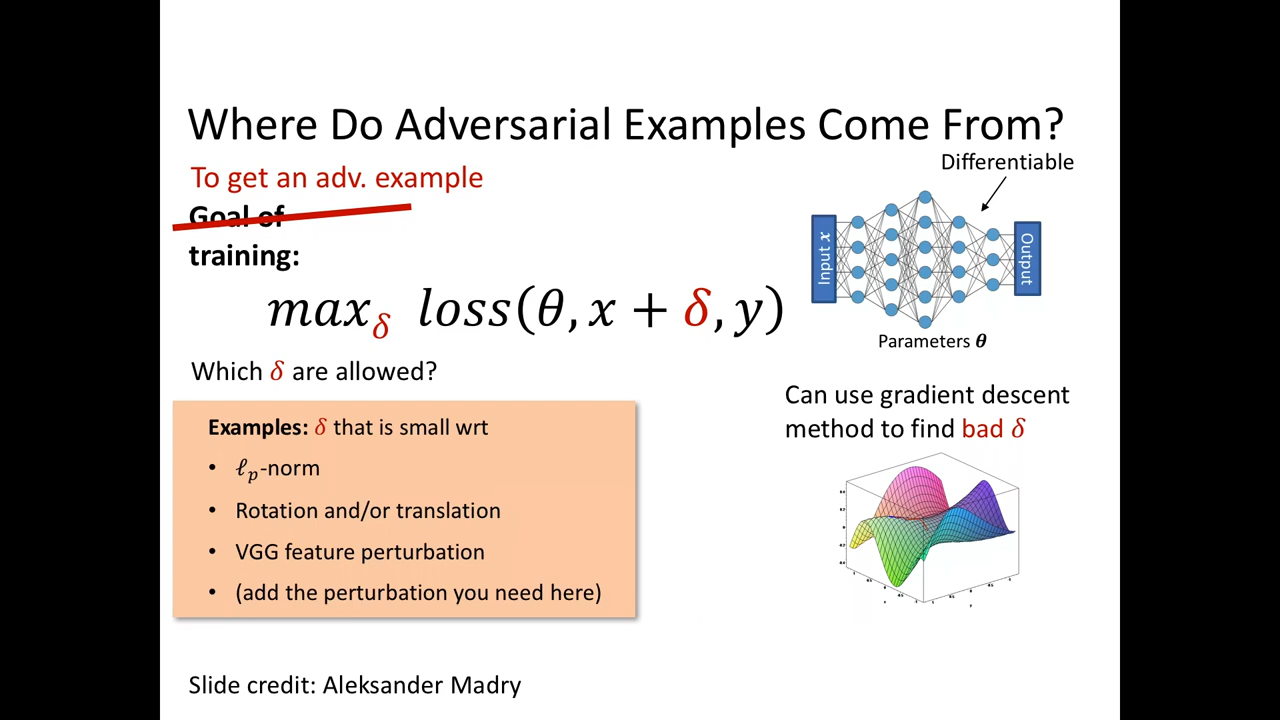 Where Do Adversarial Examples Come From?
To get an adv. example
Goal of
training:
Differentiable
Input x
Output
Parameters θ
max_δ loss(θ, x + δ, y)
Which δ are allowed?
Examples: δ that is small wrt
• ℓ_p-norm
• Rotation and/or translation
• VGG feature perturbation
• (add the perturbation you need here)
Can use gradient descent
method to find bad δ
Slide credit: Aleksander Madry